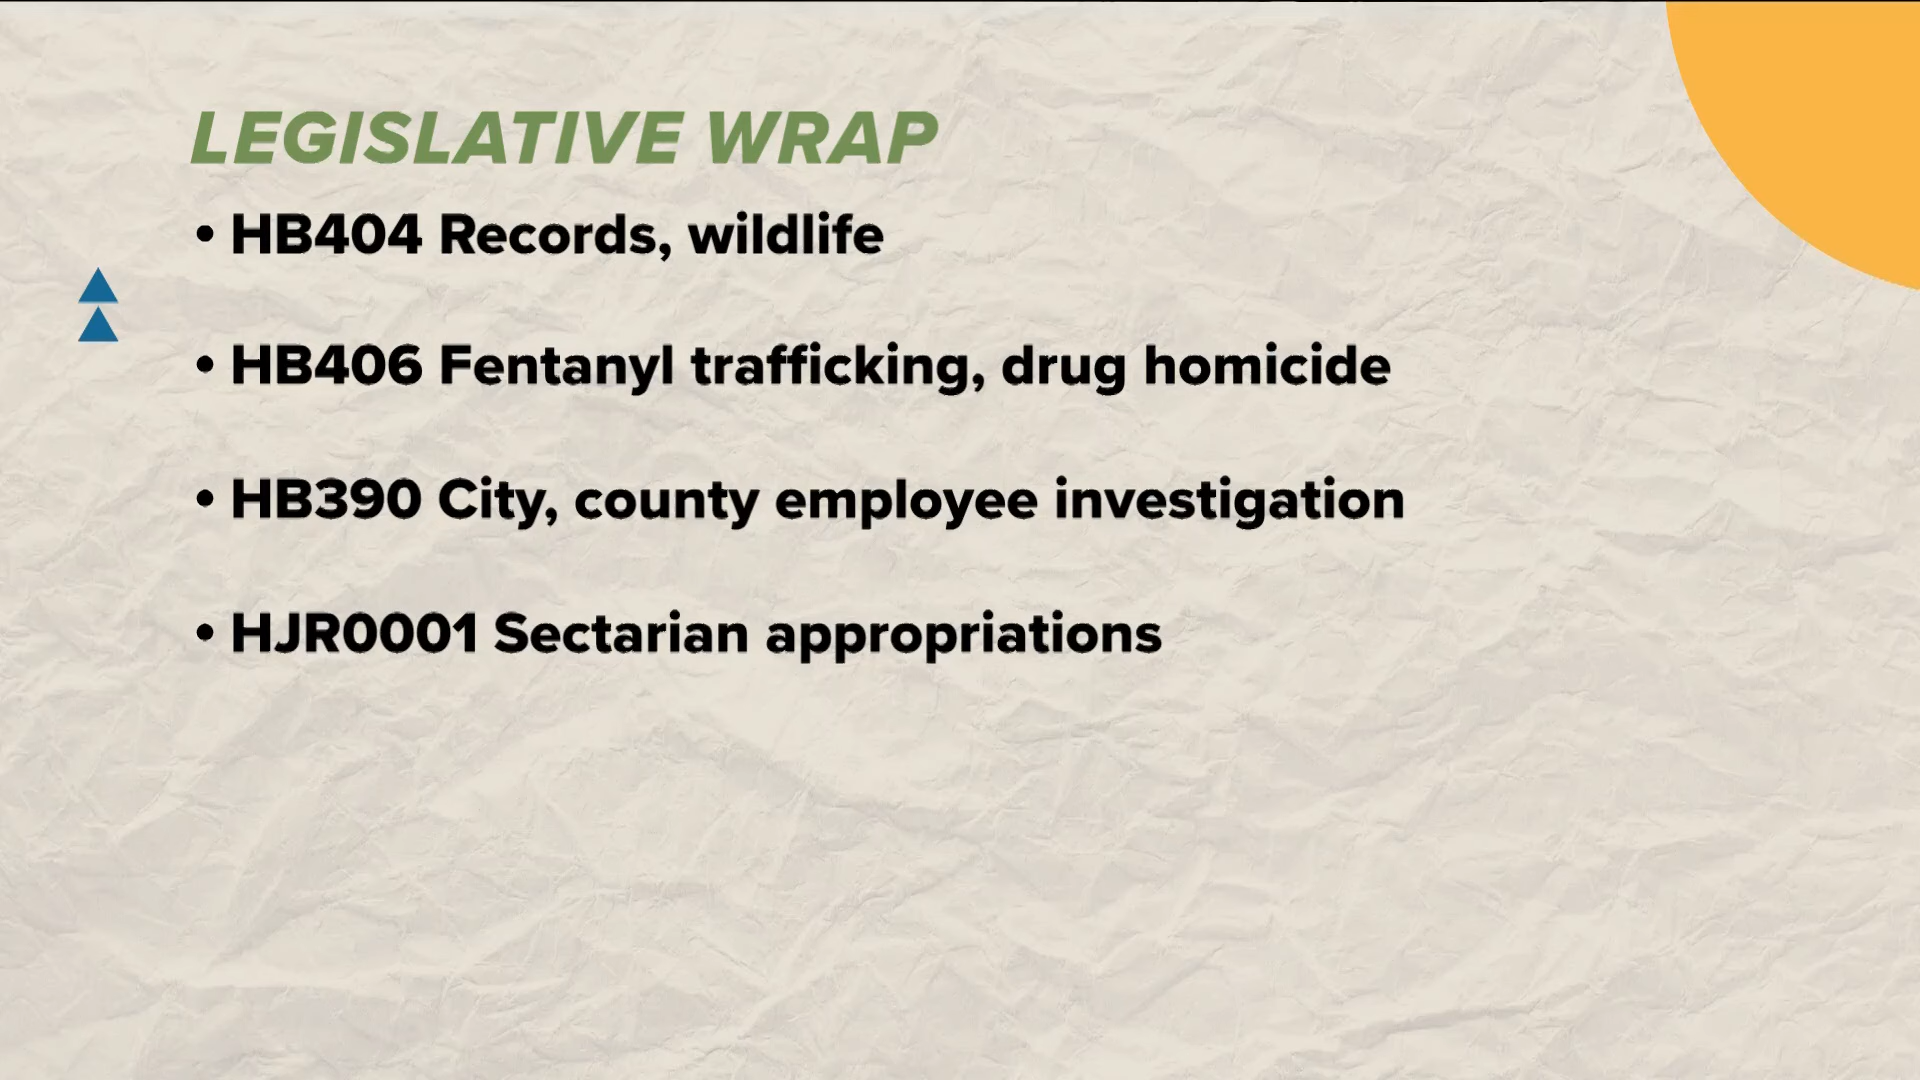 LEGISLATIVE WRAP
• HB404 Records, wildlife
• HB406 Fentanyl trafficking, drug homicide
• HB390 City, county employee investigation
• HJR0001 Sectarian appropriations